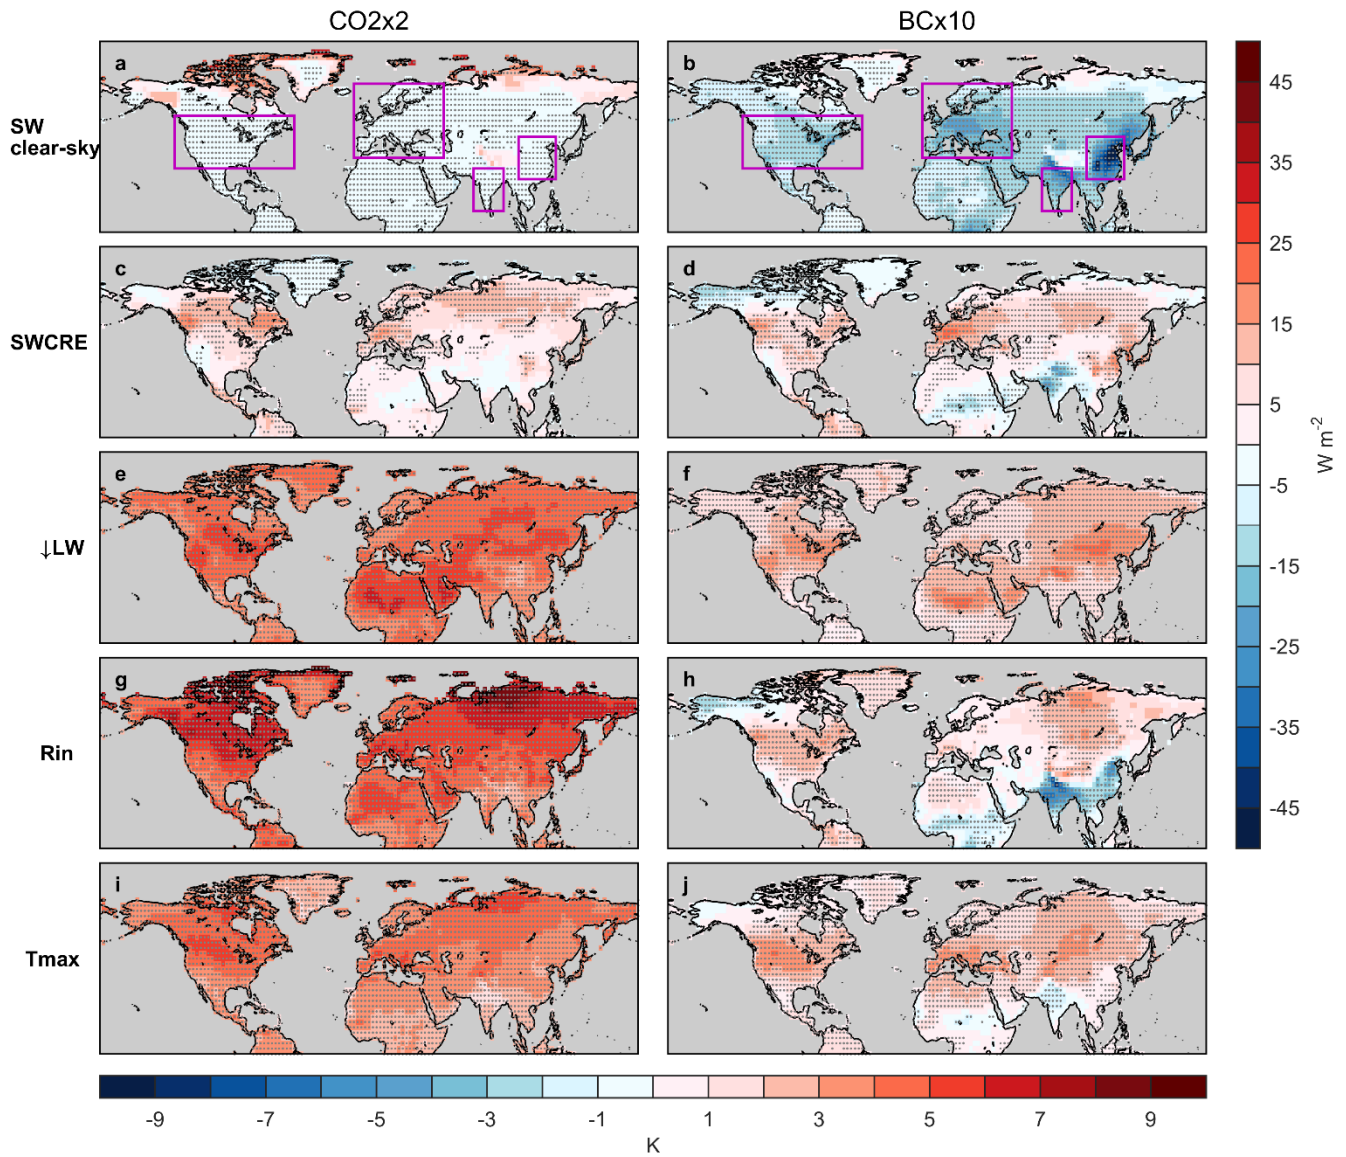 CO2x2 BCx10
a b
SW
clear-sky
c d
SWCRE
e f
↓LW
g h
Rin
i j
Tmax
45
35
25
15
5
-5
-15
-25
-35
-45
W m-2
-9 -7 -5 -3 -1 1 3 5 7 9
K